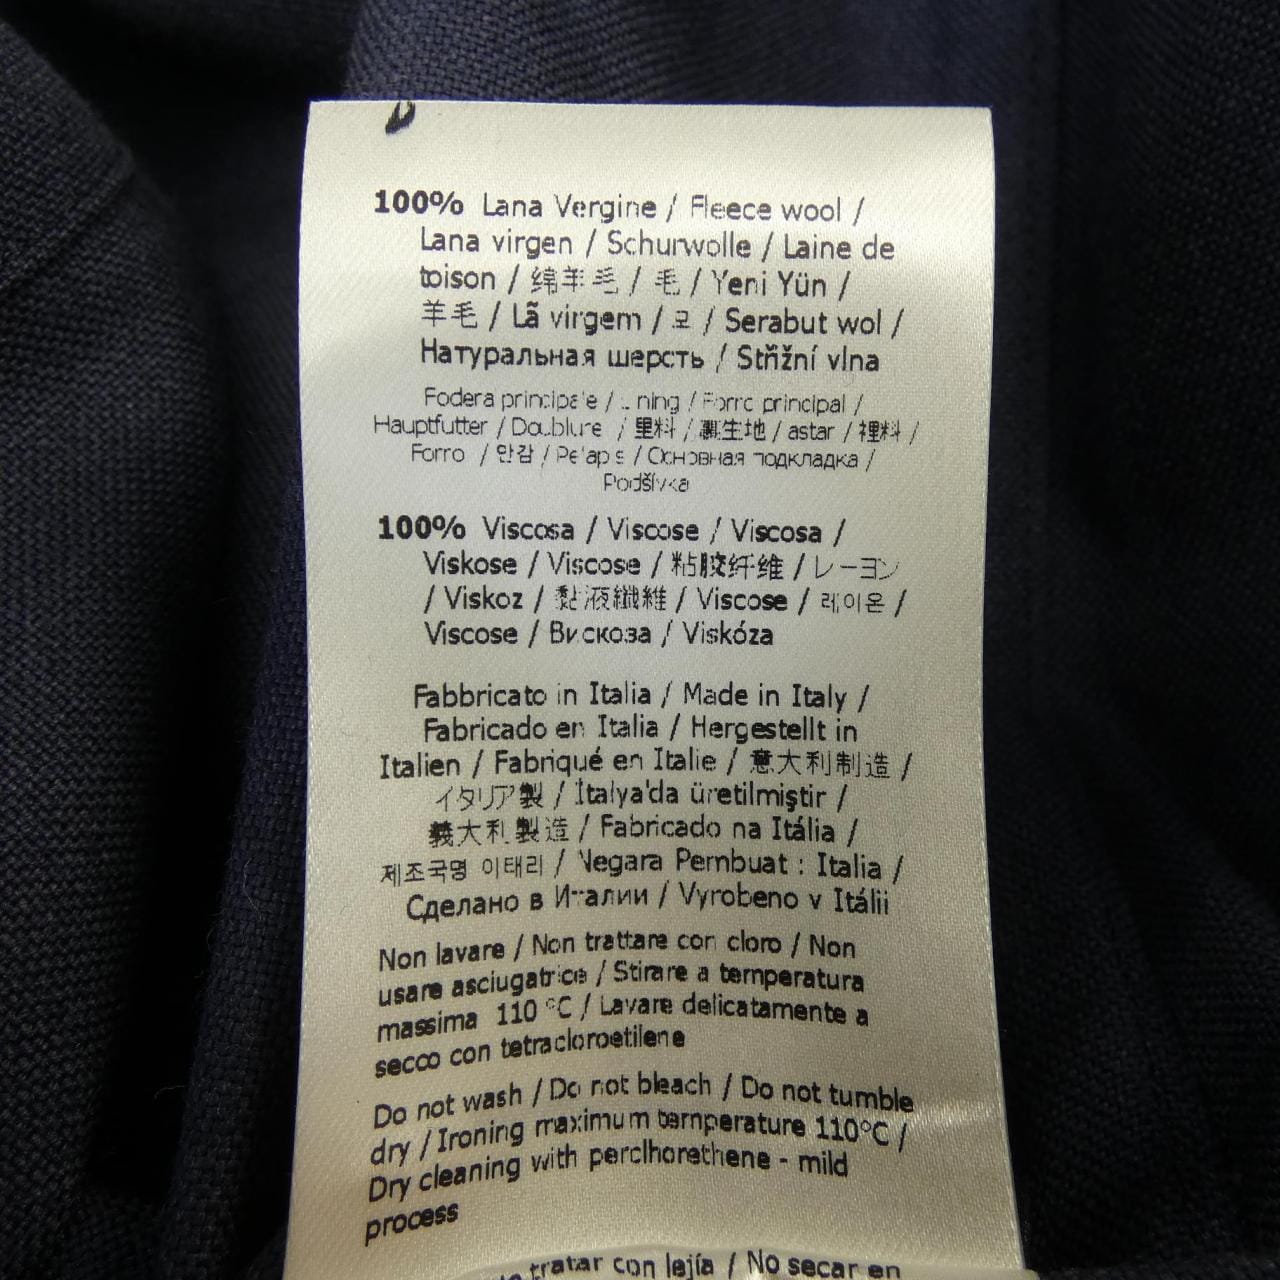 100% Lana Vergine / Fleece wool /
Lana virgen / Schurwolle / Laine de
toison / 绵羊毛 / 毛 / Yeni Yün /
羊毛 / Lã virgem / 모 / Serabut wol /
Натуральная шерсть / Střižní vlna
Fodera principale / Lining / Forro principal /
Hauptfutter / Doublure / 里料 / 裏生地 / astar / 裡料 /
Forro / 안감 / Pelapis / Основная подкладка /
Podšívka
100% Viscosa / Viscose / Viscosa /
Viskose / Viscose / 粘胶纤维 / レーヨン
/ Viskoz / 黏液纖維 / Viscose / 레이온 /
Viscose / Вискоза / Viskóza
Fabbricato in Italia / Made in Italy /
Fabricado en Italia / Hergestellt in
Italien / Fabriqué en Italie / 意大利制造 /
イタリア製 / İtalya'da üretilmiştir /
義大利製造 / Fabricado na Itália /
제조국명 이태리 / Negara Pembuat : Italia /
Сделано в Италии / Vyrobeno v Itálii
Non lavare / Non trattare con cloro / Non
usare asciugatrice / Stirare a temperatura
massima 110 °C / Lavare delicatamente a
secco con tetracloroetilene
Do not wash / Do not bleach / Do not tumble
dry / Ironing maximum temperature 110°C /
Dry cleaning with perclhorethene - mild
process
tratar con lejía / No secar en